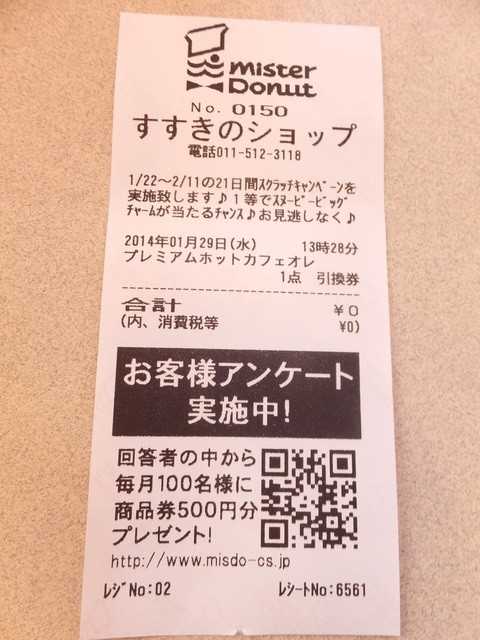 mister
Donut
No. 0150
すすきのショップ
電話011-512-3118
1/22〜2/11の21日間ｽｸﾗｯﾁｷｬﾝﾍﾟｰﾝを
実施致します♪１等でｽﾇｰﾋﾟｰﾋﾞｯｸﾞ
ﾁｬｰﾑが当たるﾁｬﾝｽ♪お見逃しなく♪
2014年01月29日(水) 13時28分
プレミアムホットカフェオレ
1点 引換券
合計 ¥0
(内、消費税等 ¥0)
お客様アンケート
実施中!
回答者の中から
毎月100名様に
商品券500円分
プレゼント!
http://www.misdo-cs.jp
ﾚｼﾞNo:02 ﾚｼｰﾄNo:6561